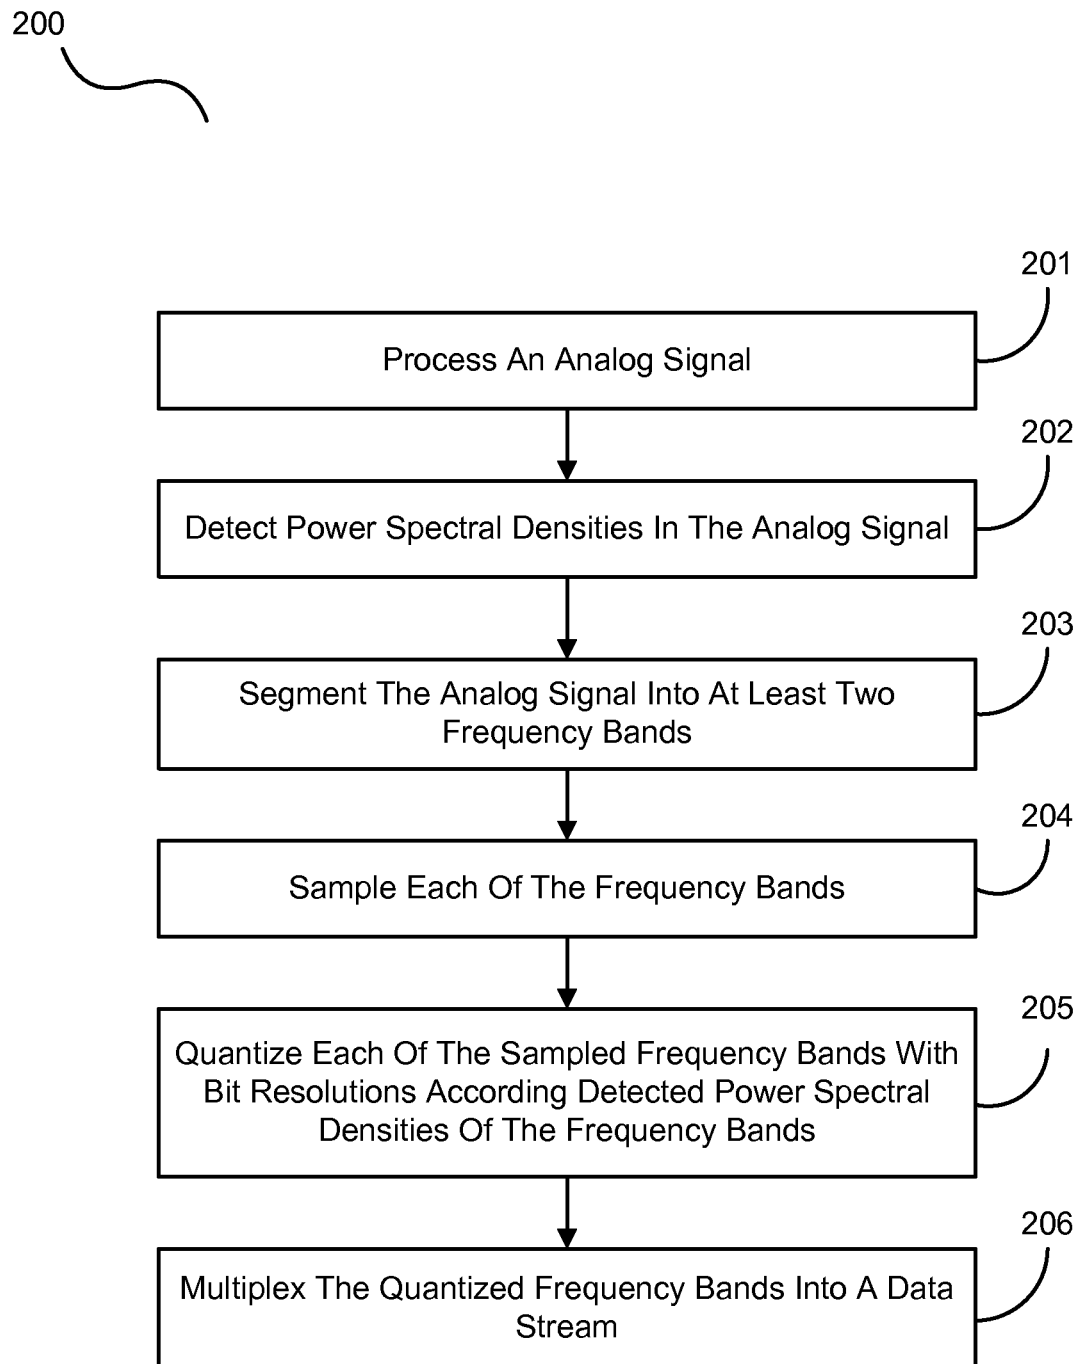 200
201
Process An Analog Signal
202
Detect Power Spectral Densities In The Analog Signal
203
Segment The Analog Signal Into At Least Two
Frequency Bands
204
Sample Each Of The Frequency Bands
205
Quantize Each Of The Sampled Frequency Bands With
Bit Resolutions According Detected Power Spectral
Densities Of The Frequency Bands
206
Multiplex The Quantized Frequency Bands Into A Data
Stream